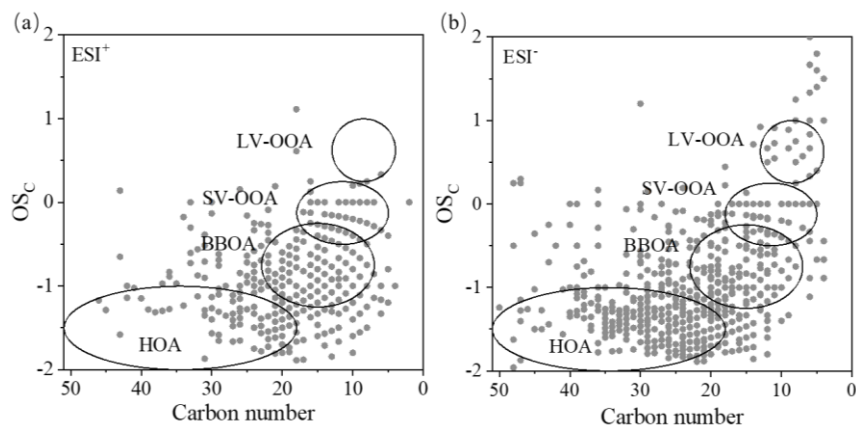 (a)
ESI⁺
LV-OOA
SV-OOA
BBOA
HOA
OS_C
2
1
0
-1
-2
50 40 30 20 10 0
Carbon number
(b)
ESI⁻
LV-OOA
SV-OOA
BBOA
HOA
OS_C
2
1
0
-1
-2
50 40 30 20 10 0
Carbon number